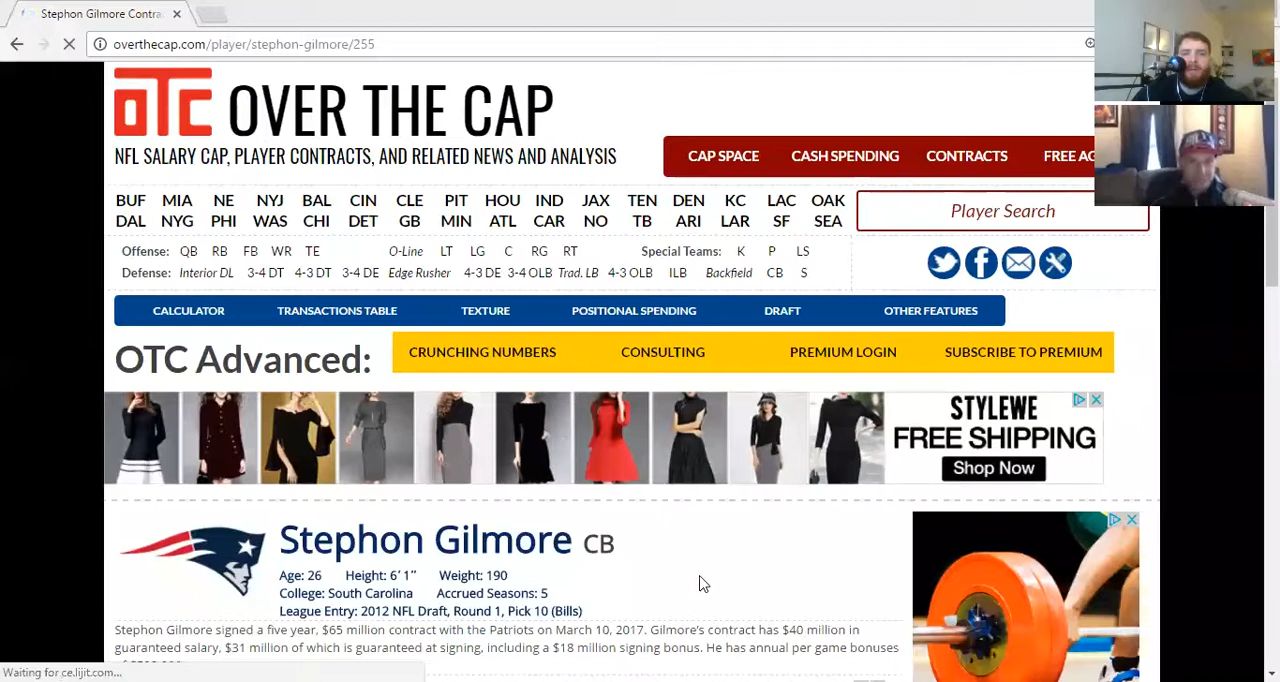 Stephon Gilmore Contra
overthecap.com/player/stephon-gilmore/255
OTC OVER THE CAP
NFL SALARY CAP, PLAYER CONTRACTS, AND RELATED NEWS AND ANALYSIS
CAP SPACE CASH SPENDING CONTRACTS FREE AG
BUF MIA NE NYJ BAL CIN CLE PIT HOU IND JAX TEN DEN KC LAC OAK
DAL NYG PHI WAS CHI DET GB MIN ATL CAR NO TB ARI LAR SF SEA
Player Search
Offense: QB RB FB WR TE O-Line LT LG C RG RT Special Teams: K P LS
Defense: Interior DL 3-4 DT 4-3 DT 3-4 DE Edge Rusher 4-3 DE 3-4 OLB Trad. LB 4-3 OLB ILB Backfield CB S
CALCULATOR TRANSACTIONS TABLE TEXTURE POSITIONAL SPENDING DRAFT OTHER FEATURES
OTC Advanced: CRUNCHING NUMBERS CONSULTING PREMIUM LOGIN SUBSCRIBE TO PREMIUM
STYLEWE
FREE SHIPPING
Shop Now
Stephon Gilmore CB
Age: 26 Height: 6' 1" Weight: 190
College: South Carolina Accrued Seasons: 5
League Entry: 2012 NFL Draft, Round 1, Pick 10 (Bills)
Stephon Gilmore signed a five year, $65 million contract with the Patriots on March 10, 2017. Gilmore's contract has $40 million in
guaranteed salary, $31 million of which is guaranteed at signing, including a $18 million signing bonus. He has annual per game bonuses
Waiting for ce.lijit.com...